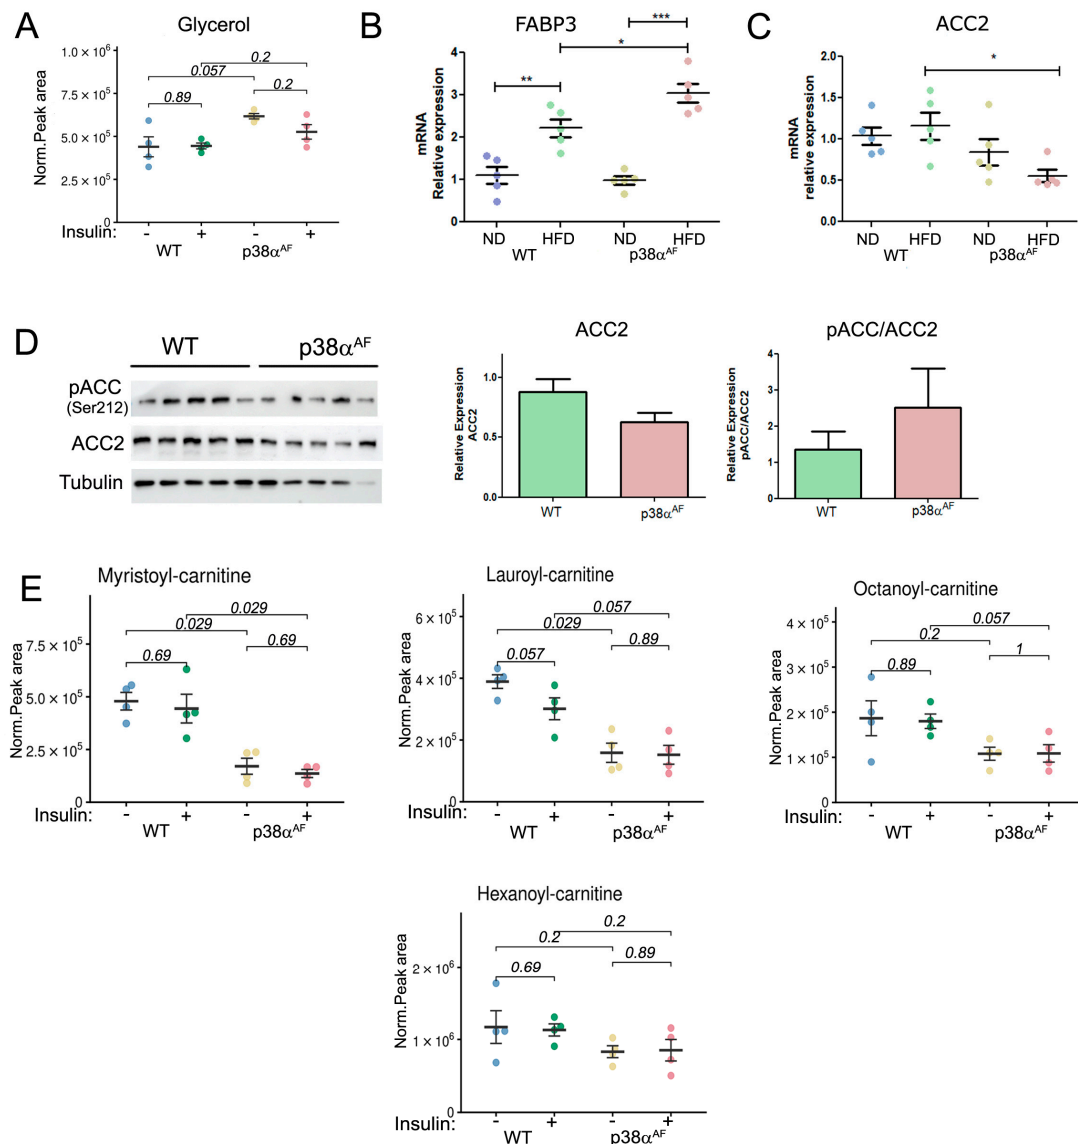 A
Glycerol
Norm.Peak area
1.0 × 10⁶
7.5 × 10⁵
5.0 × 10⁵
2.5 × 10⁵
0
0.2
0.057
0.89
0.2
Insulin: - + - +
WT p38α^AF
B
FABP3
mRNA
Relative expression
4
3
2
1
0
***
*
**
ND HFD ND HFD
WT p38α^AF
C
ACC2
mRNA
relative expression
2.0
1.5
1.0
0.5
0.0
*
ND HFD ND HFD
WT p38α^AF
D
WT p38α^AF
pACC
(Ser212)
ACC2
Tubulin
ACC2
Relative Expression
ACC2
1.0
0.5
0.0
WT p38α^AF
pACC/ACC2
Relative Expression
pACC/ACC2
4
3
2
1
0
WT p38α^AF
E
Myristoyl-carnitine
Norm.Peak area
7.5 × 10⁵
5.0 × 10⁵
2.5 × 10⁵
0
0.029
0.029
0.69
0.69
Insulin: - + - +
WT p38α^AF
Lauroyl-carnitine
Norm.Peak area
6 × 10⁵
4 × 10⁵
2 × 10⁵
0
0.057
0.029
0.89
0.057
Insulin: - + - +
WT p38α^AF
Octanoyl-carnitine
Norm.Peak area
4 × 10⁵
3 × 10⁵
2 × 10⁵
1 × 10⁵
0
0.057
0.2
1
0.89
Insulin: - + - +
WT p38α^AF
Hexanoyl-carnitine
Norm.Peak area
2 × 10⁶
1 × 10⁶
0
0.2
0.2
0.89
0.69
Insulin: - + - +
WT p38α^AF